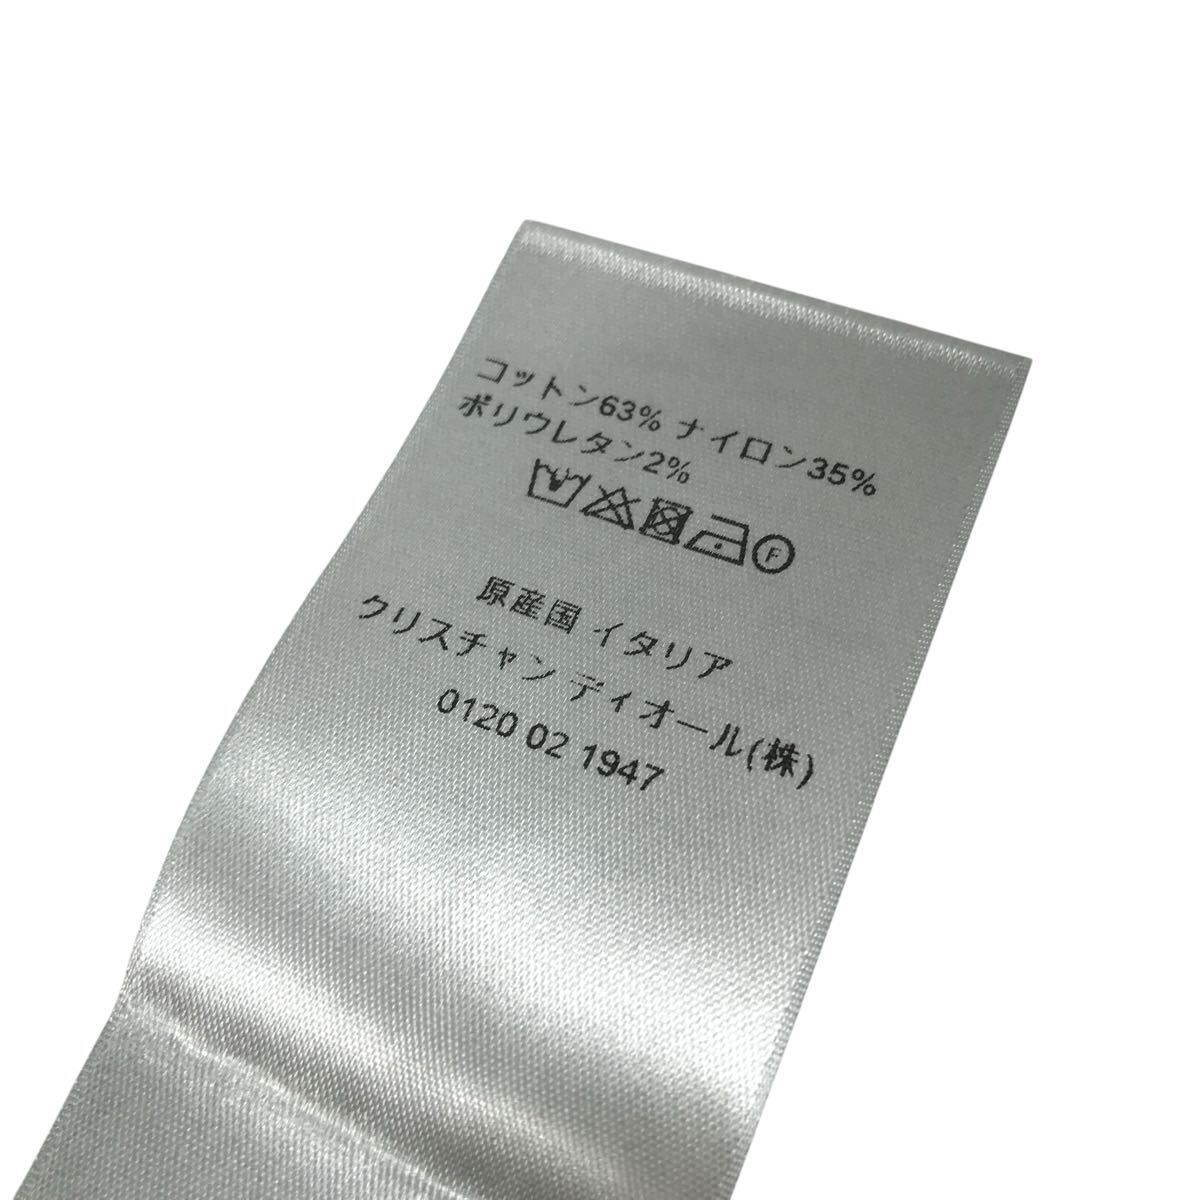 コットン63% ナイロン35%
ポリウレタン2%
F
原産国 イタリア
クリスチャン ディオール(株)
0120 02 1947